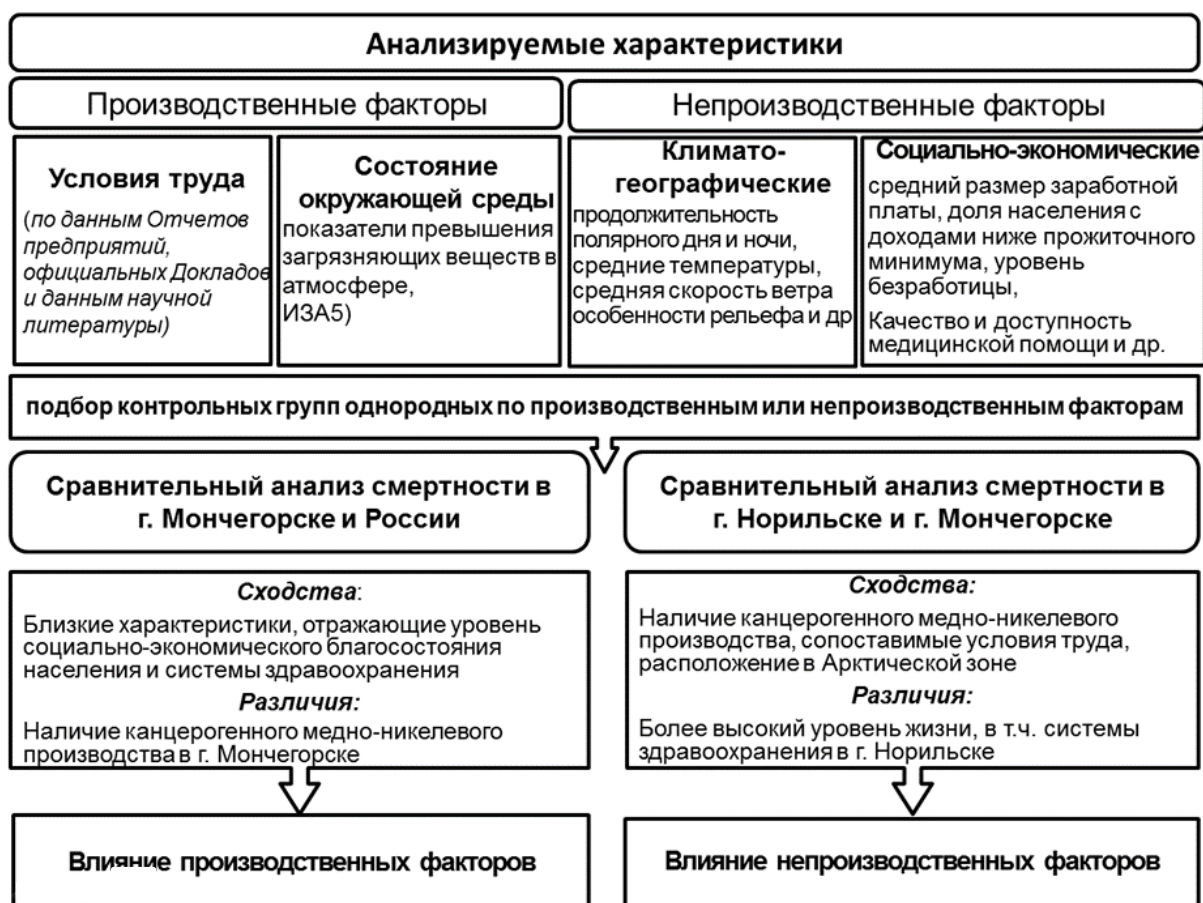 Анализируемые характеристики
Производственные факторы
Непроизводственные факторы
Условия труда
(по данным Отчетов
предприятий,
официальных Докладов
и данным научной
литературы)
Состояние
окружающей среды
показатели превышения
загрязняющих веществ в
атмосфере,
ИЗА5)
Климато-
географические
продолжительность
полярного дня и ночи,
средние температуры,
средняя скорость ветра
особенности рельефа и др
Социально-экономические
средний размер заработной
платы, доля населения с
доходами ниже прожиточного
минимума, уровень
безработицы,
Качество и доступность
медицинской помощи и др.
подбор контрольных групп однородных по производственным или непроизводственным факторам
Сравнительный анализ смертности в
г. Мончегорске и России
Сравнительный анализ смертности в
г. Норильске и г. Мончегорске
Сходства:
Близкие характеристики, отражающие уровень
социально-экономического благосостояния
населения и системы здравоохранения
Различия:
Наличие канцерогенного медно-никелевого
производства в г. Мончегорске
Сходства:
Наличие канцерогенного медно-никелевого
производства, сопоставимые условия труда,
расположение в Арктической зоне
Различия:
Более высокий уровень жизни, в т.ч. системы
здравоохранения в г. Норильске
Влияние производственных факторов
Влияние непроизводственных факторов